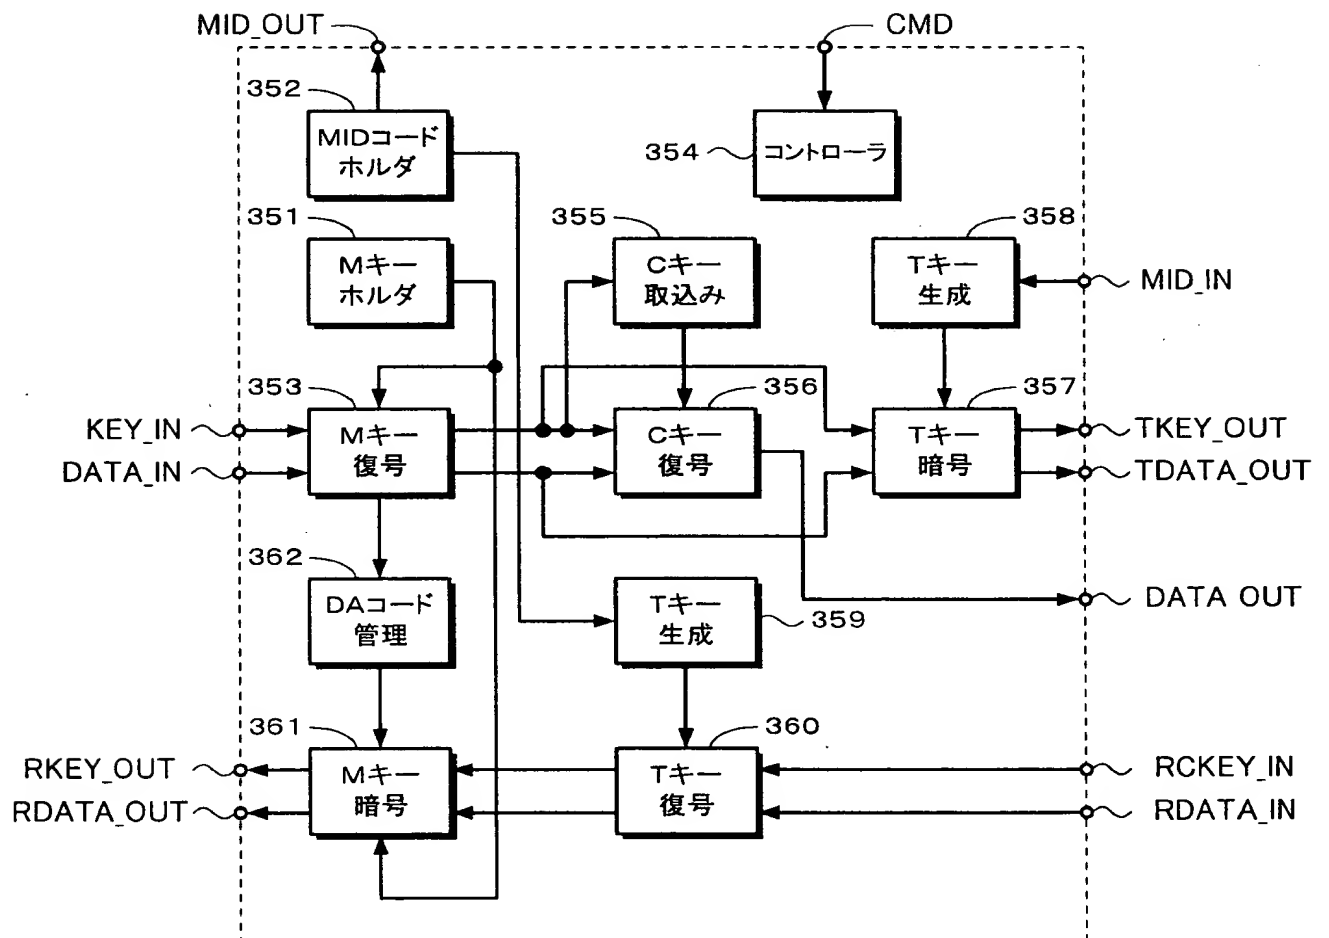 MID_OUT
CMD
352
MIDコード
ホルダ
354
コントローラ
351
Mキー
ホルダ
355
Cキー
取込み
358
Tキー
生成
MID_IN
353
Mキー
復号
356
Cキー
復号
357
Tキー
暗号
KEY_IN
DATA_IN
TKEY_OUT
TDATA_OUT
362
DAコード
管理
Tキー
生成
359
DATA OUT
361
Mキー
暗号
360
Tキー
復号
RKEY_OUT
RDATA_OUT
RCKEY_IN
RDATA_IN